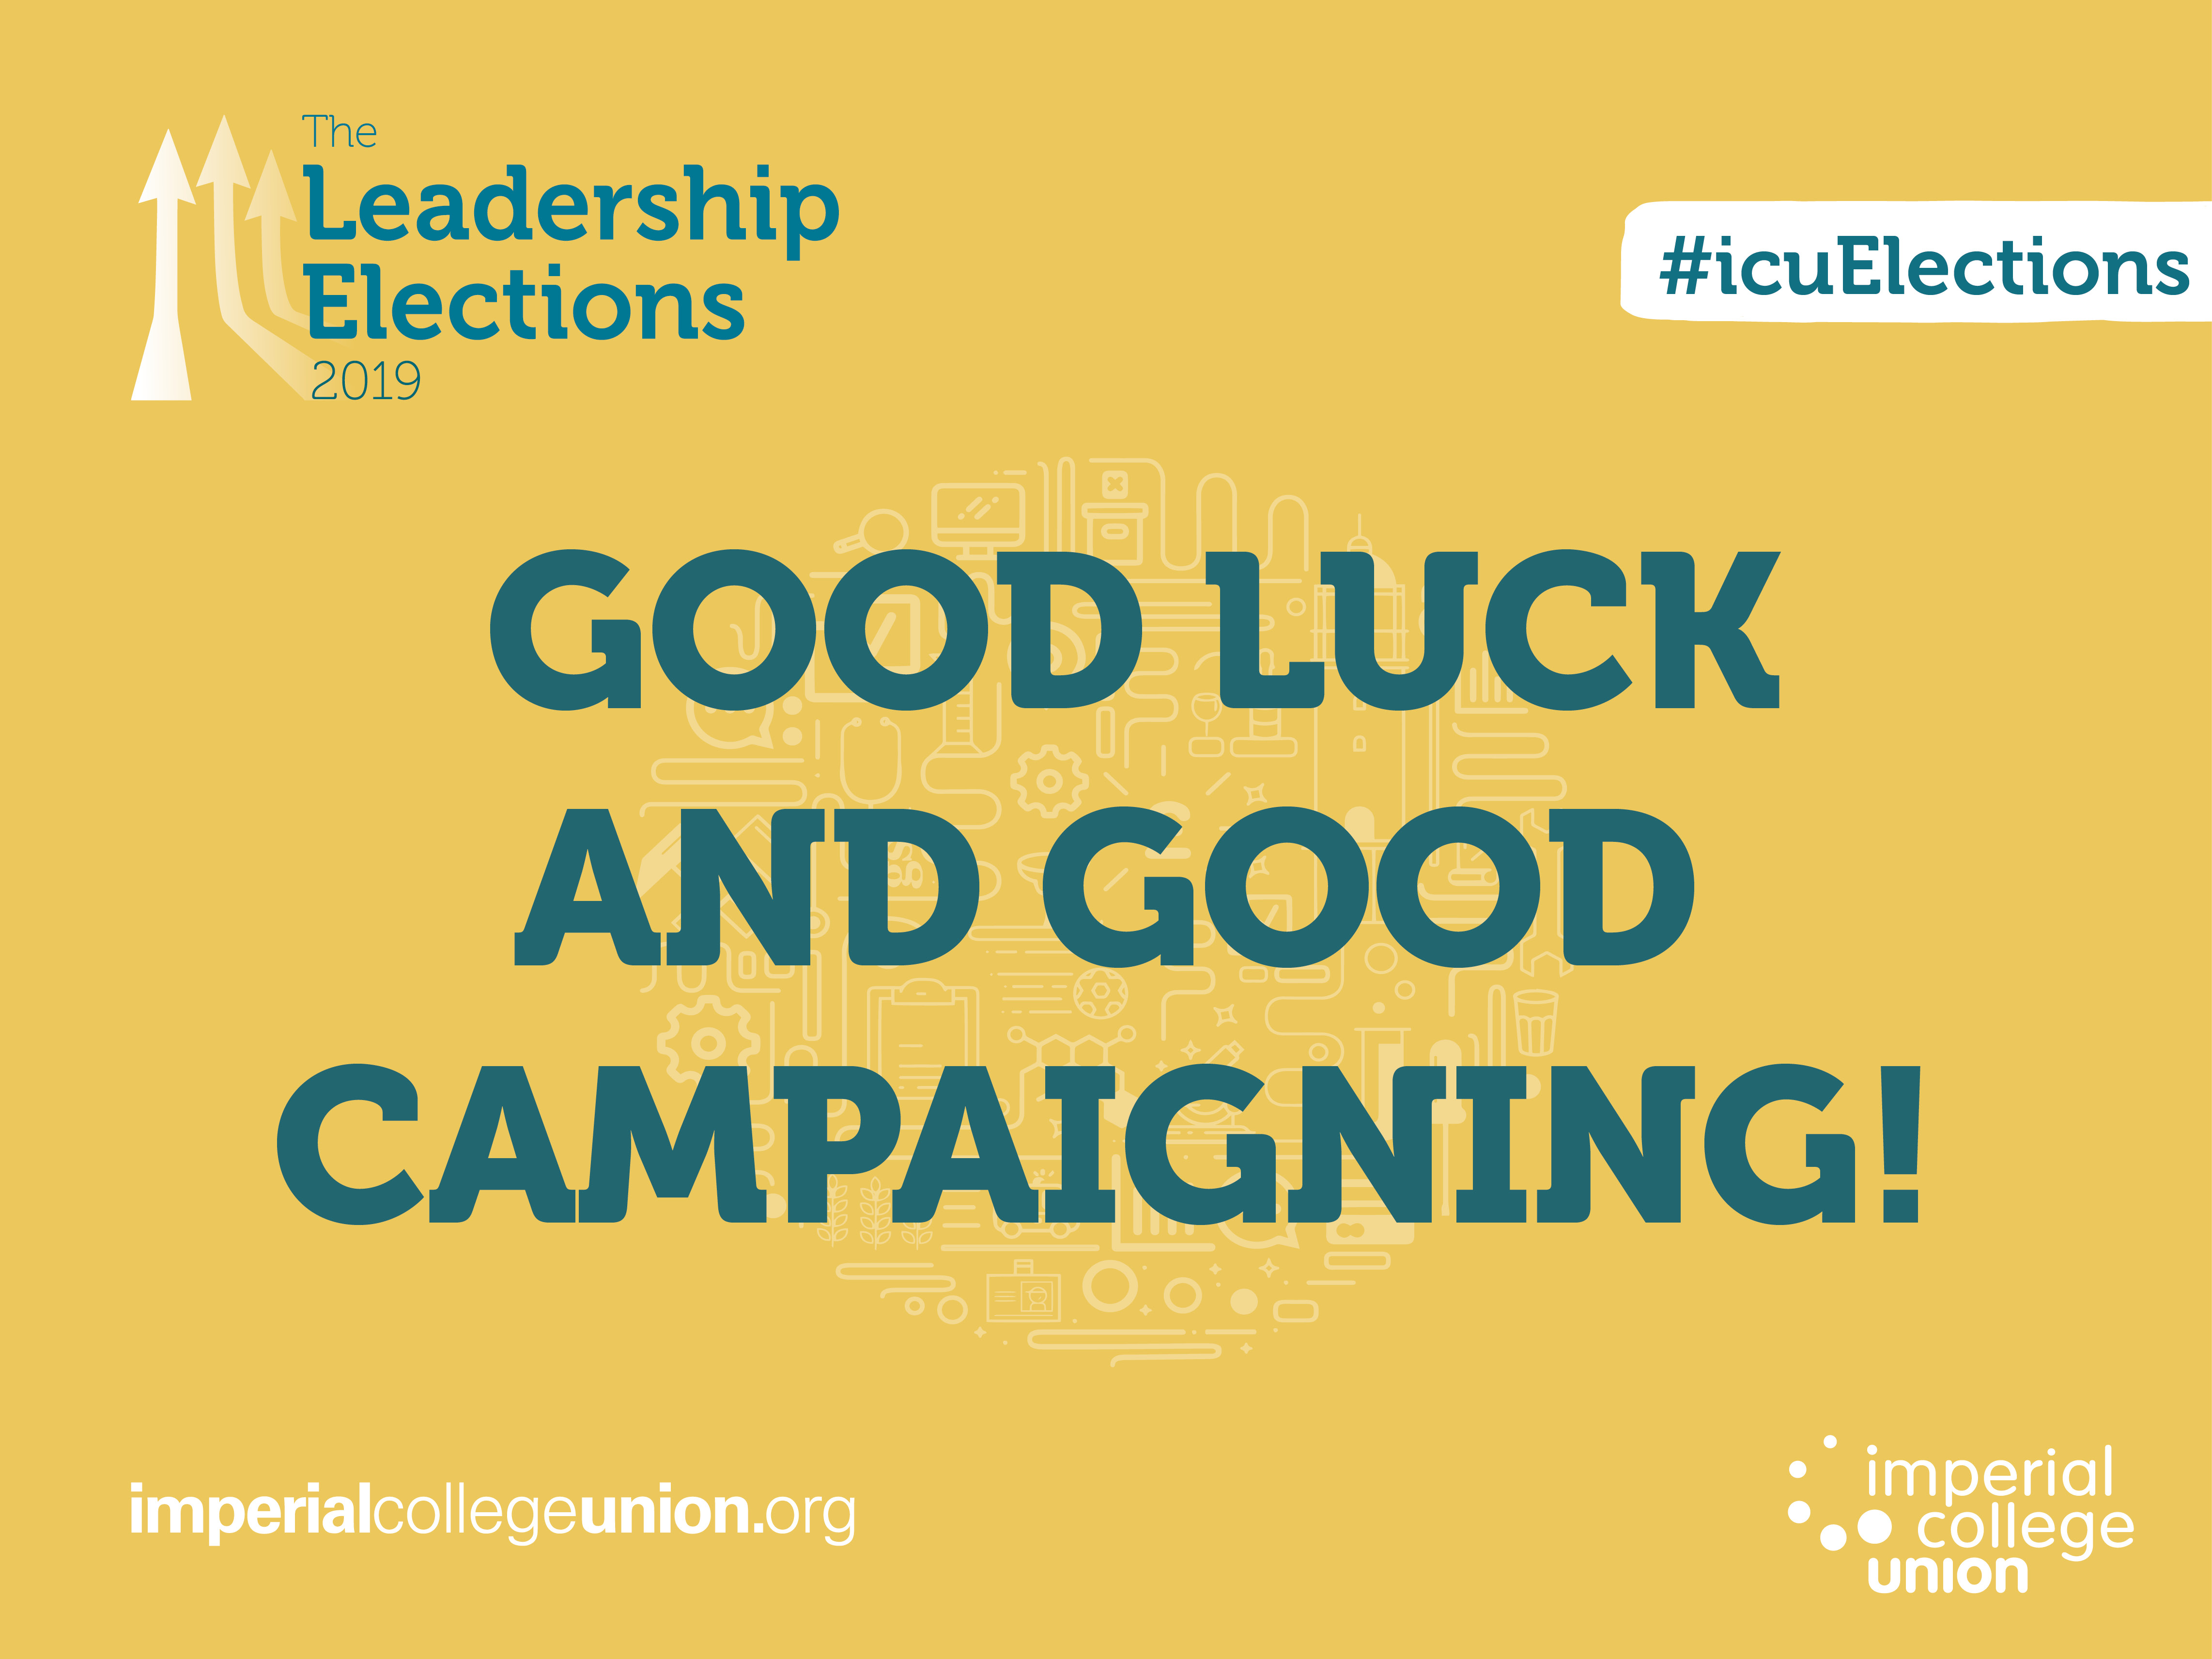 The
Leadership
Elections
2019
#icuElections
GOOD LUCK
AND GOOD
CAMPAIGNING!
imperialcollegeunion.org
imperial
college
union